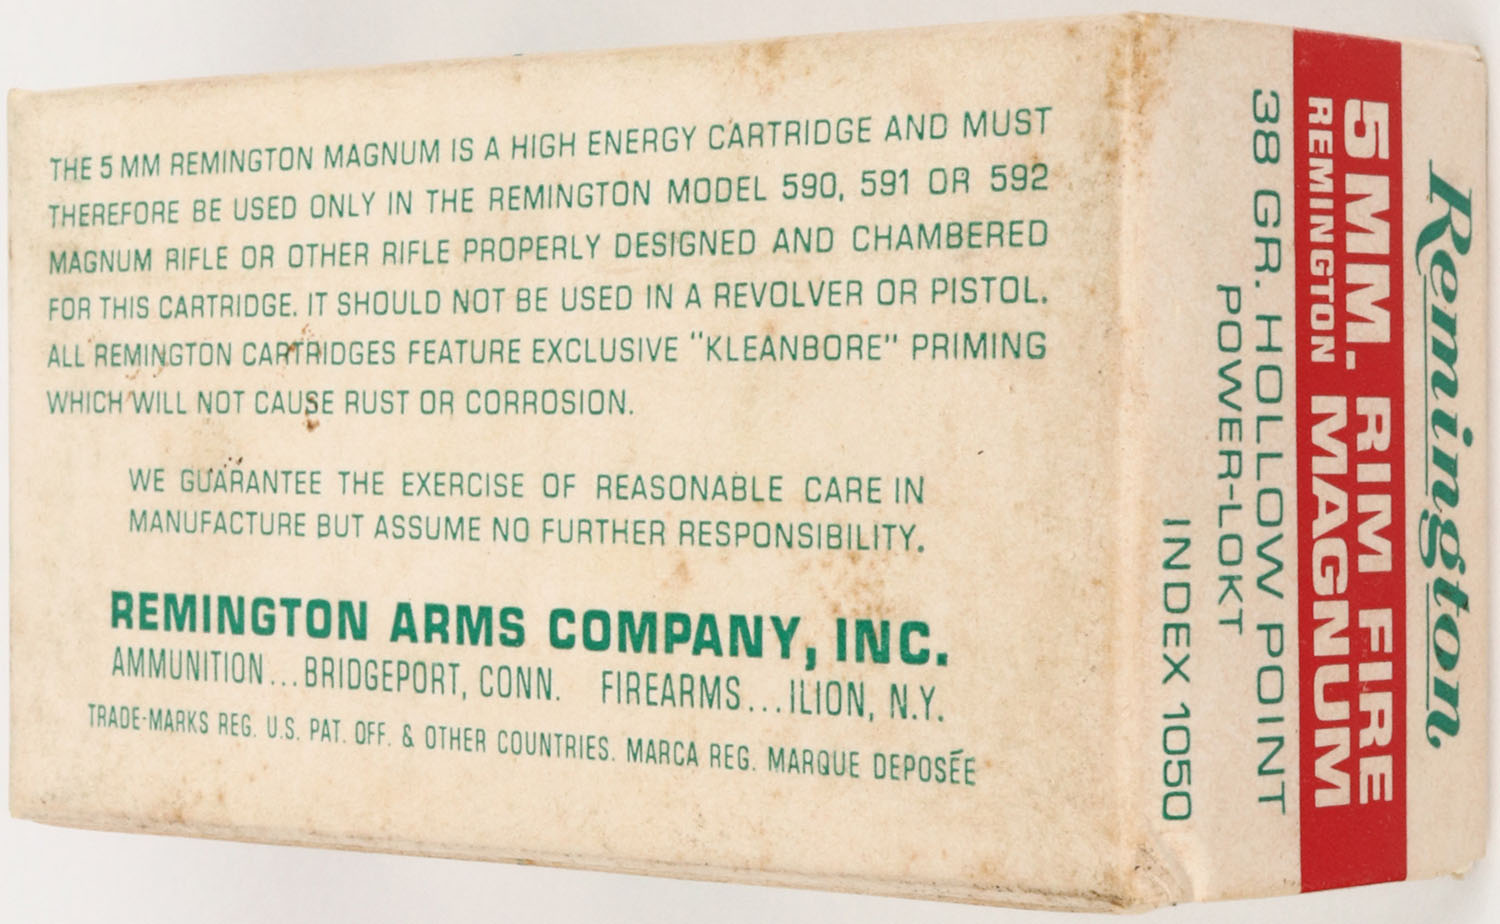 THE 5 MM REMINGTON MAGNUM IS A HIGH ENERGY CARTRIDGE AND MUST
THEREFORE BE USED ONLY IN THE REMINGTON MODEL 590, 591 OR 592
MAGNUM RIFLE OR OTHER RIFLE PROPERLY DESIGNED AND CHAMBERED
FOR THIS CARTRIDGE. IT SHOULD NOT BE USED IN A REVOLVER OR PISTOL.
ALL REMINGTON CARTRIDGES FEATURE EXCLUSIVE "KLEANBORE" PRIMING
WHICH WILL NOT CAUSE RUST OR CORROSION.
WE GUARANTEE THE EXERCISE OF REASONABLE CARE IN
MANUFACTURE BUT ASSUME NO FURTHER RESPONSIBILITY.
REMINGTON ARMS COMPANY, INC.
AMMUNITION...BRIDGEPORT, CONN. FIREARMS...ILION, N.Y.
TRADE-MARKS REG. U.S. PAT. OFF. & OTHER COUNTRIES. MARCA REG. MARQUE DEPOSÉE
Remington
5 MM. RIM FIRE
REMINGTON MAGNUM
38 GR. HOLLOW POINT
POWER-LOKT
INDEX 1050